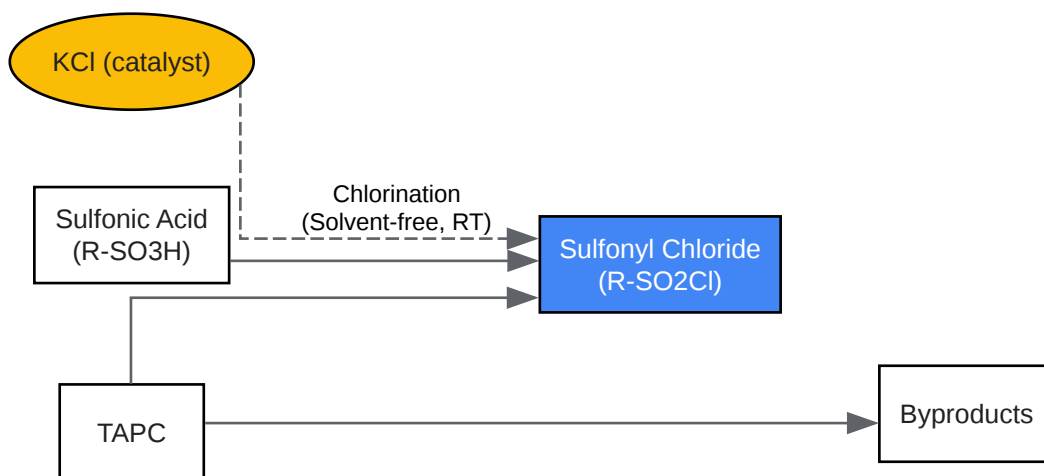 KCl (catalyst)
Chlorination
(Solvent-free, RT)
Sulfonic Acid
(R-SO3H)
Sulfonyl Chloride
(R-SO2Cl)
TAPC
Byproducts